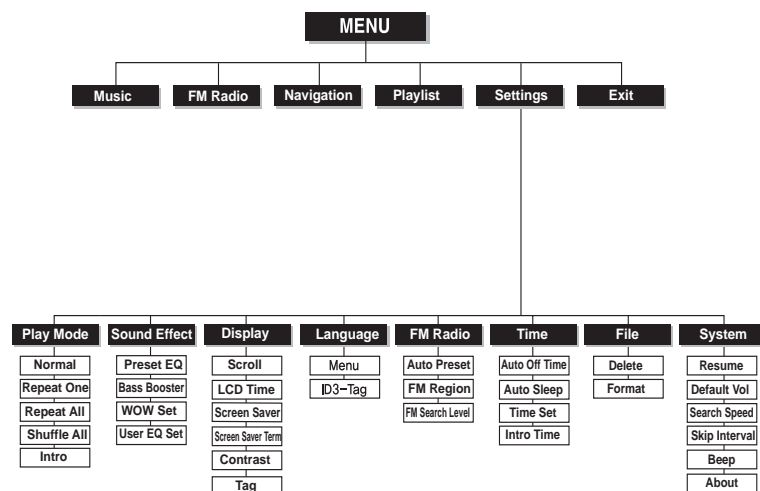 MENU
Music
FM Radio
Navigation
Playlist
Settings
Exit
Play Mode
Normal
Repeat One
Repeat All
Shuffle All
Intro
Sound Effect
Preset EQ
Bass Booster
WOW Set
User EQ Set
Display
Scroll
LCD Time
Screen Saver
Screen Saver Term
Contrast
Tag
Language
Menu
ID3-Tag
FM Radio
Auto Preset
FM Region
FM Search Level
Time
Auto Off Time
Auto Sleep
Time Set
Intro Time
File
Delete
Format
System
Resume
Default Vol
Search Speed
Skip Interval
Beep
About